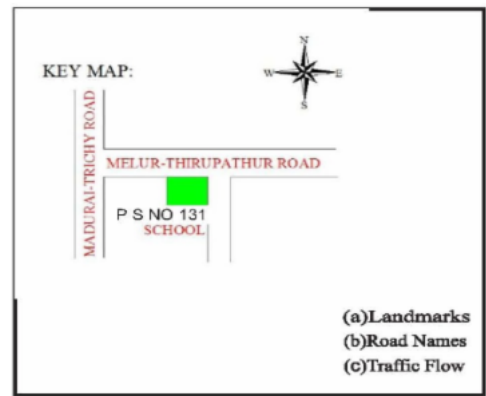 N
KEY MAP:
W E
S
MADURAI-TRICHY ROAD
MELUR-THIRUPATHUR ROAD
P S NO 131
SCHOOL
(a)Landmarks
(b)Road Names
(c)Traffic Flow